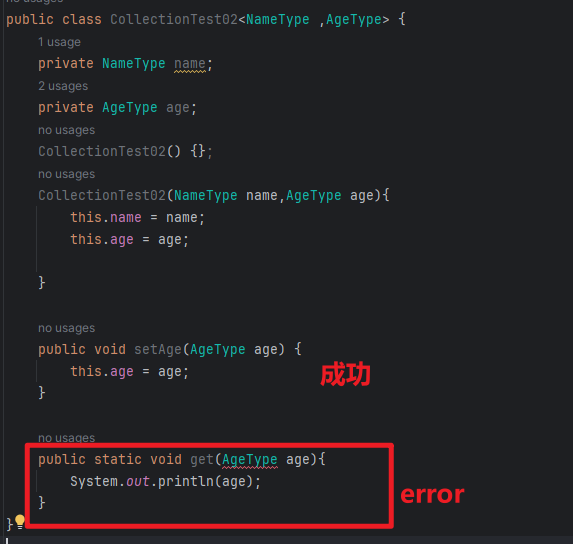 no usages
public class CollectionTest02<NameType ,AgeType> {
1 usage
private NameType name;
2 usages
private AgeType age;
no usages
CollectionTest02() {};
no usages
CollectionTest02(NameType name,AgeType age){
this.name = name;
this.age = age;
}
no usages
public void setAge(AgeType age) {
this.age = age;
成功
}
no usages
public static void get(AgeType age){
System.out.println(age);
error
}
}